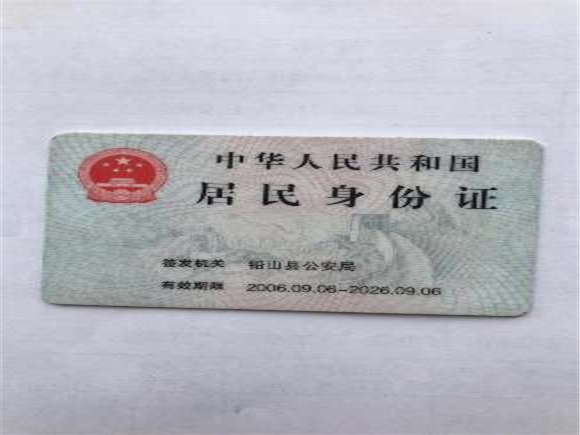 中华人民共和国
居民身份证
签发机关 铅山县公安局
有效期限 2006.09.06-2026.09.06